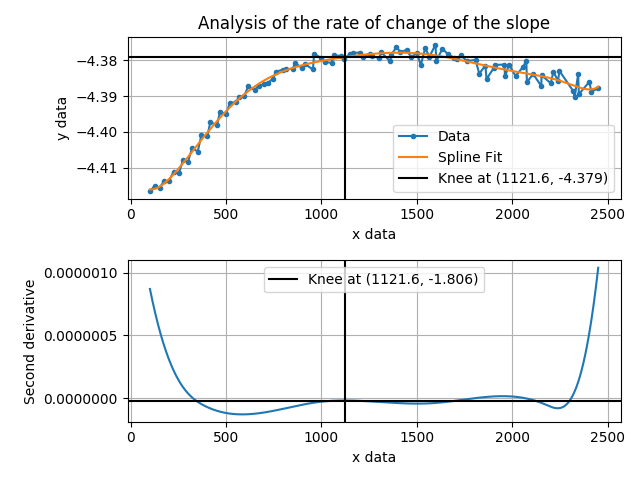 Analysis of the rate of change of the slope
y data
−4.38
−4.39
−4.40
−4.41
Data
Spline Fit
Knee at (1121.6, -4.379)
0 500 1000 1500 2000 2500
x data
Second derivative
0.0000010
0.0000005
0.0000000
Knee at (1121.6, -1.806)
0 500 1000 1500 2000 2500
x data